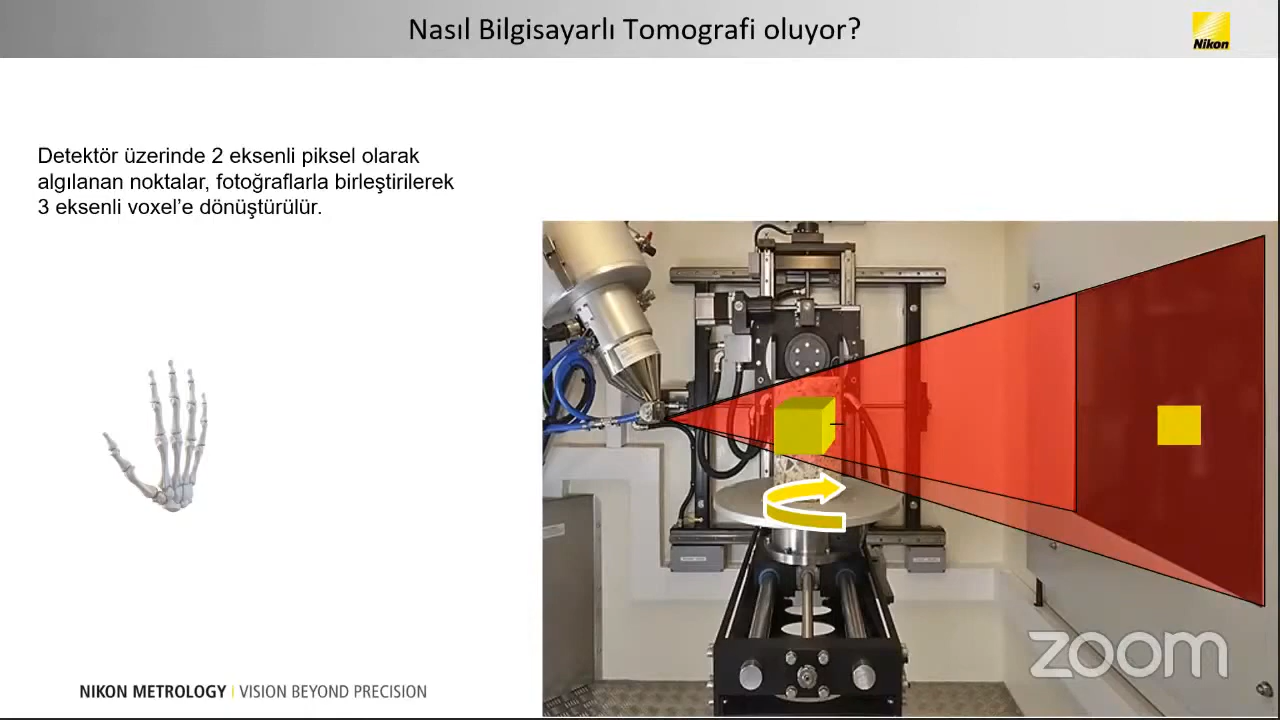 Nasıl Bilgisayarlı Tomografi oluyor?
Nikon
Detektör üzerinde 2 eksenli piksel olarak
algılanan noktalar, fotoğraflarla birleştirilerek
3 eksenli voxel’e dönüştürülür.
zoom
NIKON METROLOGY | VISION BEYOND PRECISION